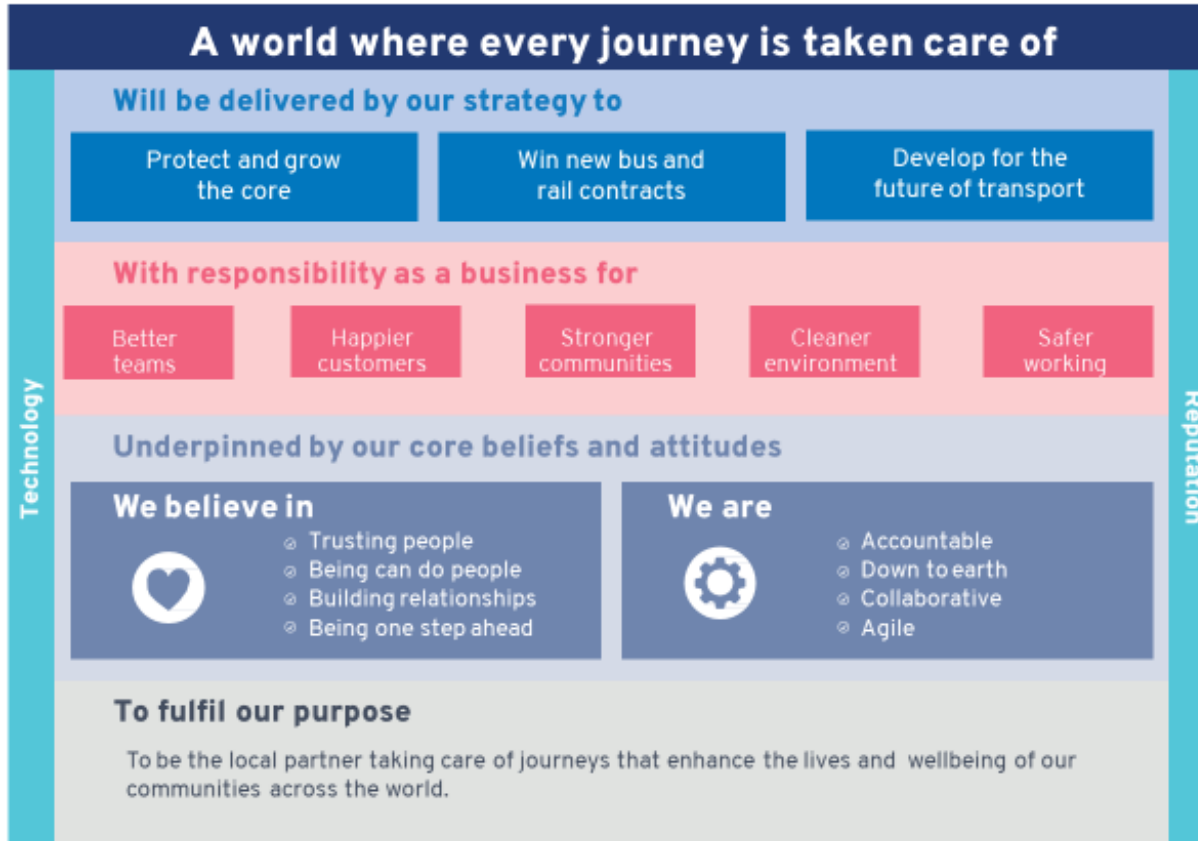 A world where every journey is taken care of
Will be delivered by our strategy to
Protect and grow
the core
Win new bus and
rail contracts
Develop for the
future of transport
With responsibility as a business for
Better
teams
Happier
customers
Stronger
communities
Cleaner
environment
Safer
working
Technology
Reputation
Underpinned by our core beliefs and attitudes
We believe in
Trusting people
Being can do people
Building relationships
Being one step ahead
We are
Accountable
Down to earth
Collaborative
Agile
To fulfil our purpose
To be the local partner taking care of journeys that enhance the lives and wellbeing of our
communities across the world.